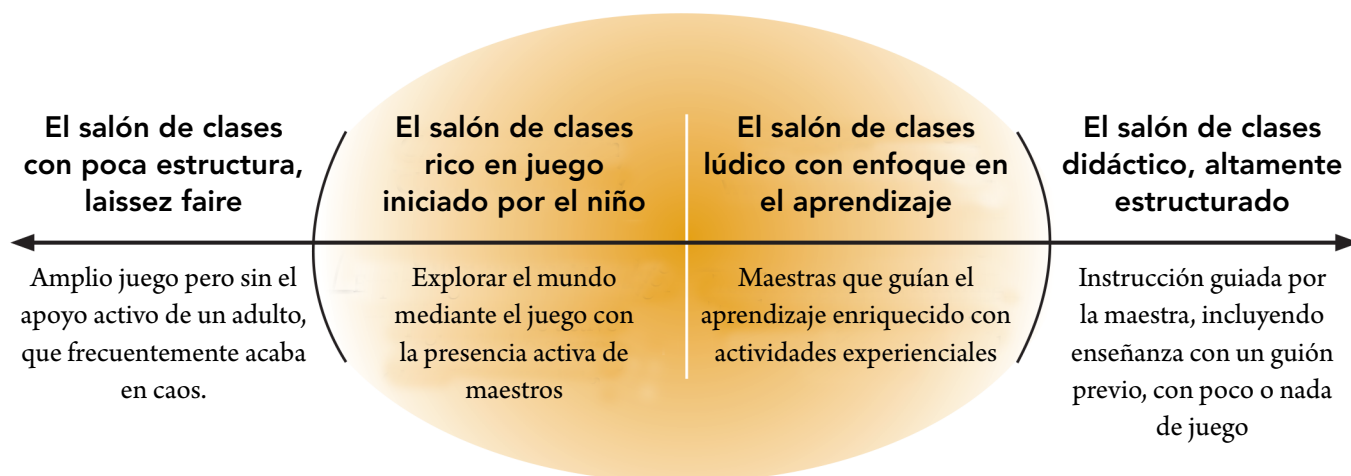 El salón de clases
con poca estructura,
laissez faire
Amplio juego pero sin el
apoyo activo de un adulto,
que frecuentemente acaba
en caos.
El salón de clases
rico en juego
iniciado por el niño
Explorar el mundo
mediante el juego con
la presencia activa de
maestros
El salón de clases
lúdico con enfoque en
el aprendizaje
Maestras que guían el
aprendizaje enriquecido con
actividades experienciales
El salón de clases
didáctico, altamente
estructurado
Instrucción guiada por
la maestra, incluyendo
enseñanza con un guión
previo, con poco o nada
de juego